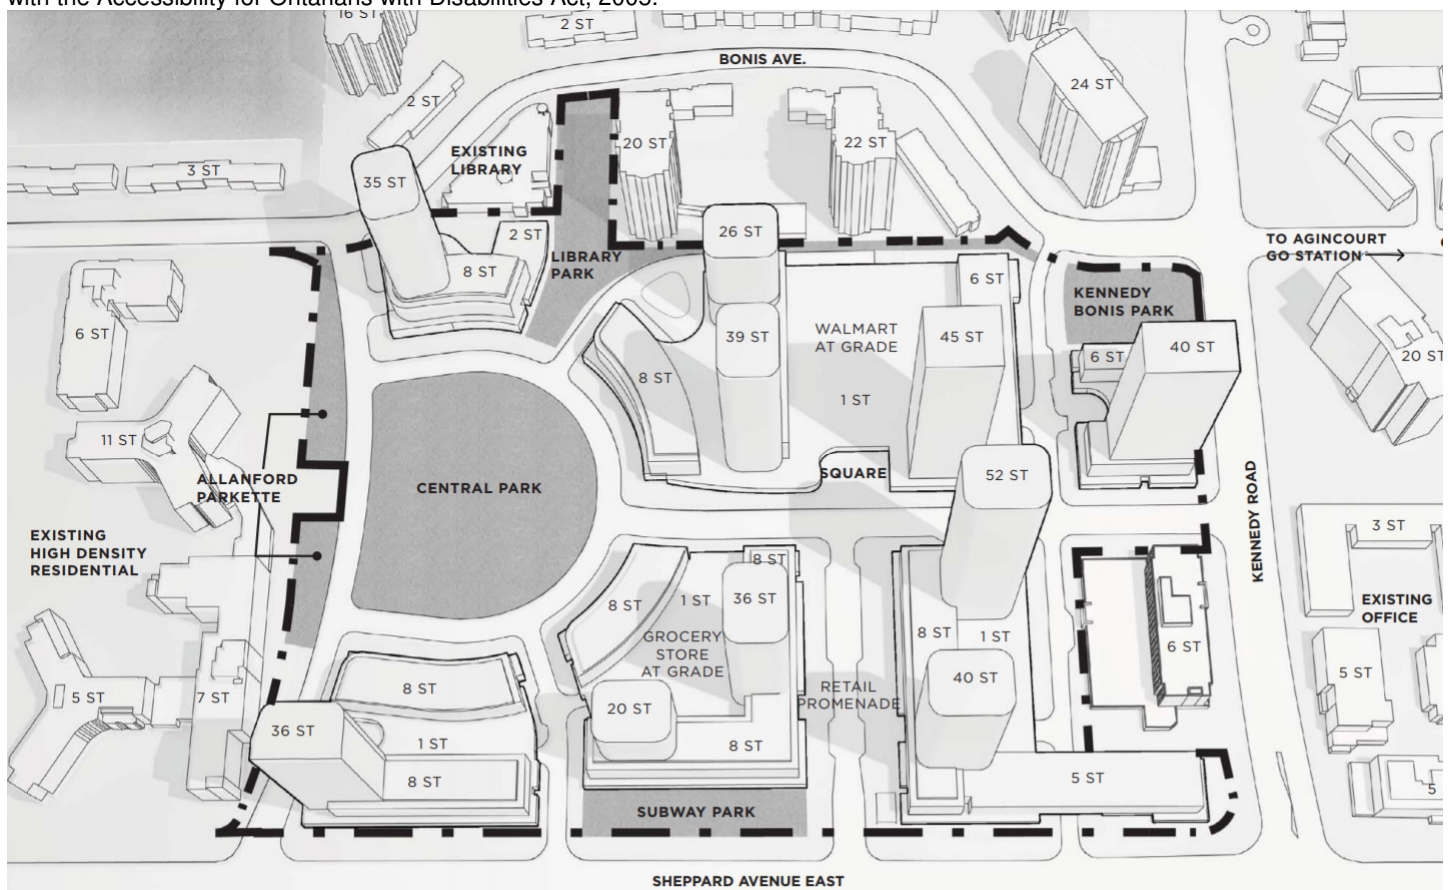 with the Accessibility for Ontarians with Disabilities Act, 2005.
16 ST
2 ST
BONIS AVE.
24 ST
2 ST
EXISTING
LIBRARY
20 ST
22 ST
3 ST
35 ST
2 ST
26 ST
TO AGINCOURT
GO STATION
LIBRARY
PARK
8 ST
6 ST
KENNEDY
BONIS PARK
6 ST
39 ST
WALMART
AT GRADE
45 ST
6 ST
40 ST
20 ST
8 ST
1 ST
11 ST
ALLANFORD
PARKETTE
CENTRAL PARK
SQUARE
52 ST
KENNEDY ROAD
EXISTING
HIGH DENSITY
RESIDENTIAL
3 ST
8 ST
8 ST
1 ST
36 ST
EXISTING
OFFICE
GROCERY
STORE
AT GRADE
8 ST
1 ST
6 ST
5 ST
7 ST
8 ST
20 ST
RETAIL
PROMENADE
40 ST
5 ST
36 ST
1 ST
8 ST
8 ST
5 ST
5
SUBWAY PARK
SHEPPARD AVENUE EAST